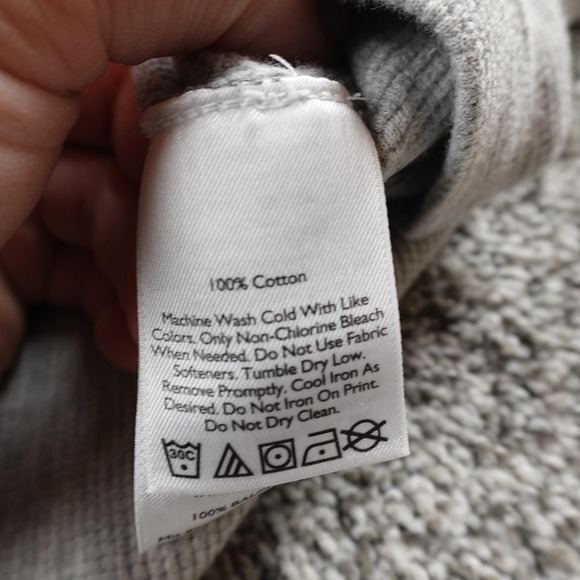 100% Cotton
Machine Wash Cold With Like
Colors. Only Non-Chlorine Bleach
When Needed. Do Not Use Fabric
Softeners. Tumble Dry Low.
Remove Promptly. Cool Iron As
Desired. Do Not Iron On Print.
Do Not Dry Clean.
30C
100%